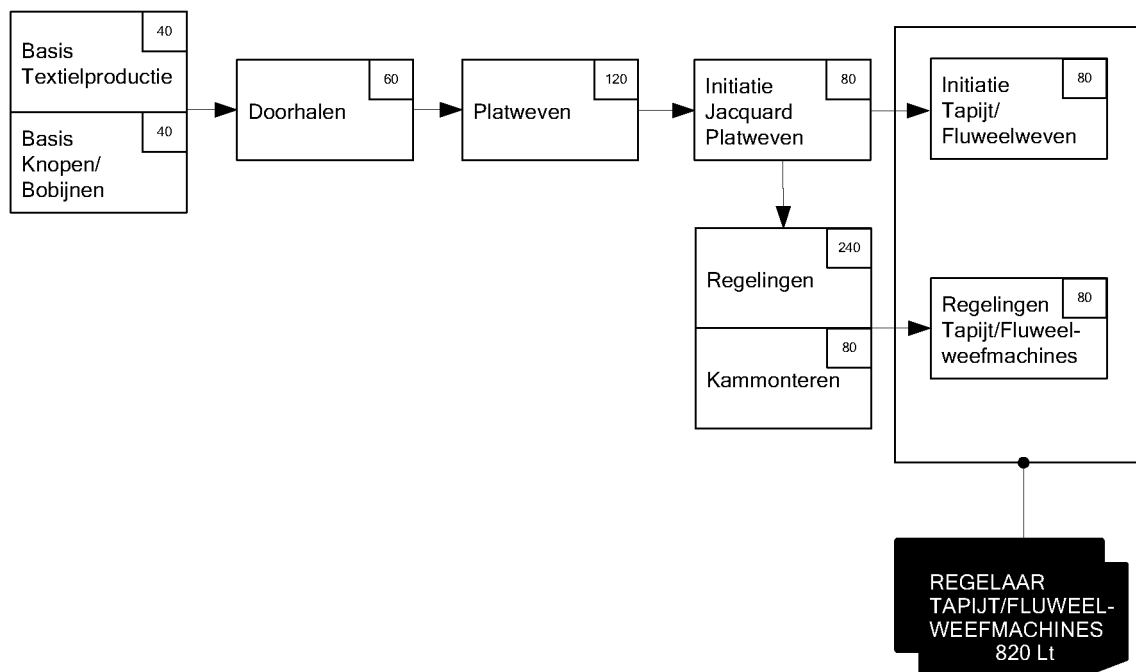 40
Basis
Textielproductie
40
Basis
Knopen/
Bobijnen
60
Doorhalen
120
Platweven
80
Initiatie
Jacquard
Platweven
80
Initiatie
Tapijt/
Fluweelweven
240
Regelingen
80
Kammonteren
80
Regelingen
Tapijt/Fluweel-
weefmachines
REGELAAR
TAPIJT/FLUWEEL-
WEEFMACHINES
820 Lt